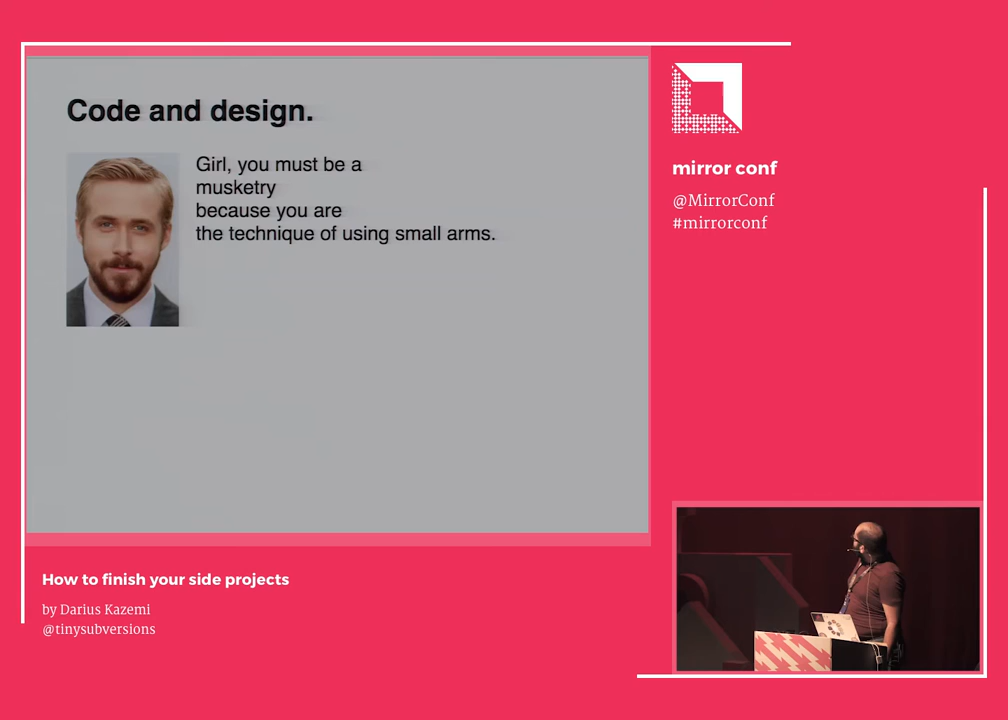 Code and design.
Girl, you must be a
musketry
because you are
the technique of using small arms.
mirror conf
@MirrorConf
#mirrorconf
How to finish your side projects
by Darius Kazemi
@tinysubversions